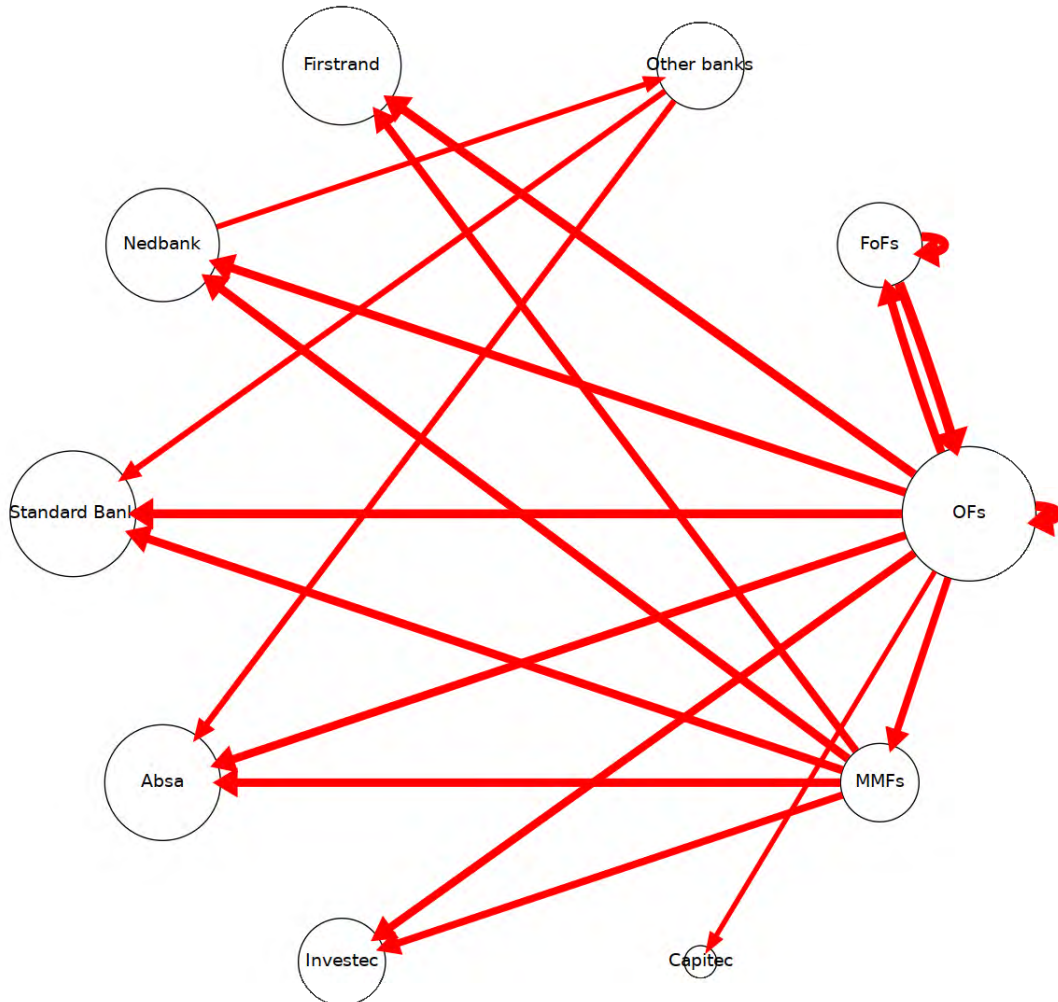 Firstrand
Other banks
Nedbank
FoFs
Standard Bank
OFs
Absa
MMFs
Investec
Capitec